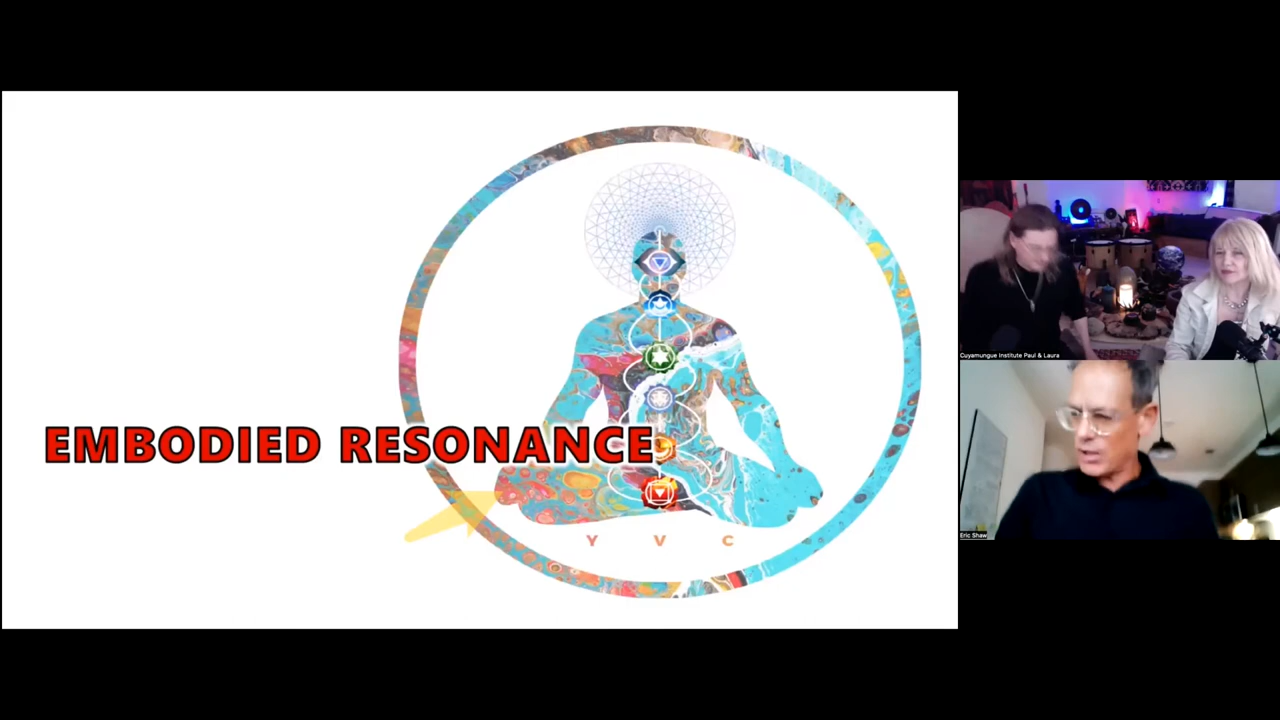 EMBODIED RESONANCE
Y V C
Cuyamungue Institute Paul & Laura
Eric Shaw